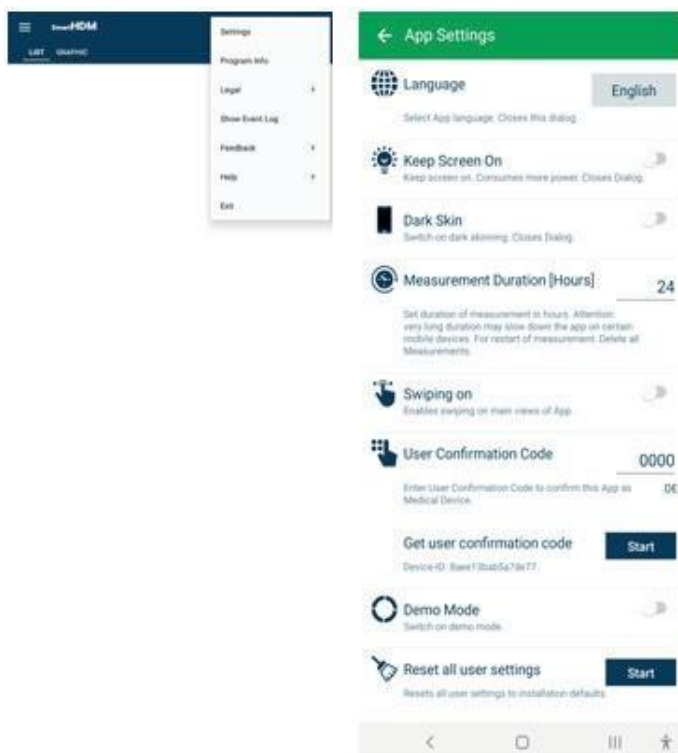 SmartHDM
LIST GRAPHIC
Settings
Program Info
Legal
Show Event Log
Feedback
Help
Exit
App Settings
Language
English
Select App language. Closes this dialog.
Keep Screen On
Keep screen on. Consumes more power. Closes Dialog.
Dark Skin
Switch on dark skinning. Closes Dialog.
Measurement Duration [Hours]
24
Set duration of measurement in hours. Attention:
very long duration may slow down the app on certain
mobile devices. For restart of measurement: Delete all
Measurements.
Swiping on
Enables swiping on main views of App.
User Confirmation Code
0000
Enter User Confirmation Code to confirm this App as
Medical Device.
Get user confirmation code
Start
Device-ID:
Demo Mode
Switch on demo mode.
Reset all user settings
Start
Resets all user settings to installation defaults.